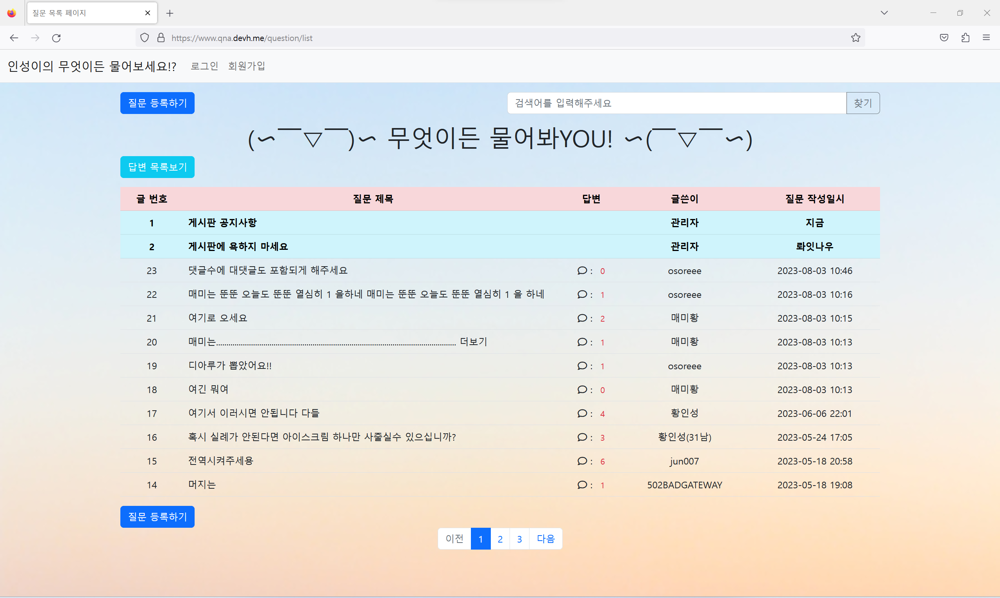 질문 목록 페이지
https://www.qna.devh.me/question/list
인성이의 무엇이든 물어보세요!? 로그인 회원가입
질문 등록하기 검색어를 입력해주세요 찾기
(∽￣▽￣)∽ 무엇이든 물어봐YOU! ∽(￣▽￣∽)
답변 목록보기
글 번호 질문 제목 답변 글쓴이 질문 작성일시
1 게시판 공지사항 관리자 지금
2 게시판에 욕하지 마세요 관리자 롸잇나우
23 댓글수에 대댓글도 포함되게 해주세요 : 0 osoreee 2023-08-03 10:46
22 매미는 뚠뚠 오늘도 뚠뚠 열심히 1 을하네 매미는 뚠뚠 오늘도 뚠뚠 열심히 1 을 하네 : 1 osoreee 2023-08-03 10:16
21 여기로 오세요 : 2 매미황 2023-08-03 10:15
20 매미는...................................................................................................................... 더보기 : 1 매미황 2023-08-03 10:13
19 디아루가 뽑았어요!! : 1 osoreee 2023-08-03 10:13
18 여긴 뭐여 : 0 매미황 2023-08-03 10:13
17 여기서 이러시면 안됩니다 다들 : 4 황인성 2023-06-06 22:01
16 혹시 실례가 안된다면 아이스크림 하나만 사줄실수 있으십니까? : 3 황인성(31남) 2023-05-24 17:05
15 전역시켜주세용 : 6 jun007 2023-05-18 20:58
14 머지는 : 1 502BADGATEWAY 2023-05-18 19:08
질문 등록하기
이전 1 2 3 다음